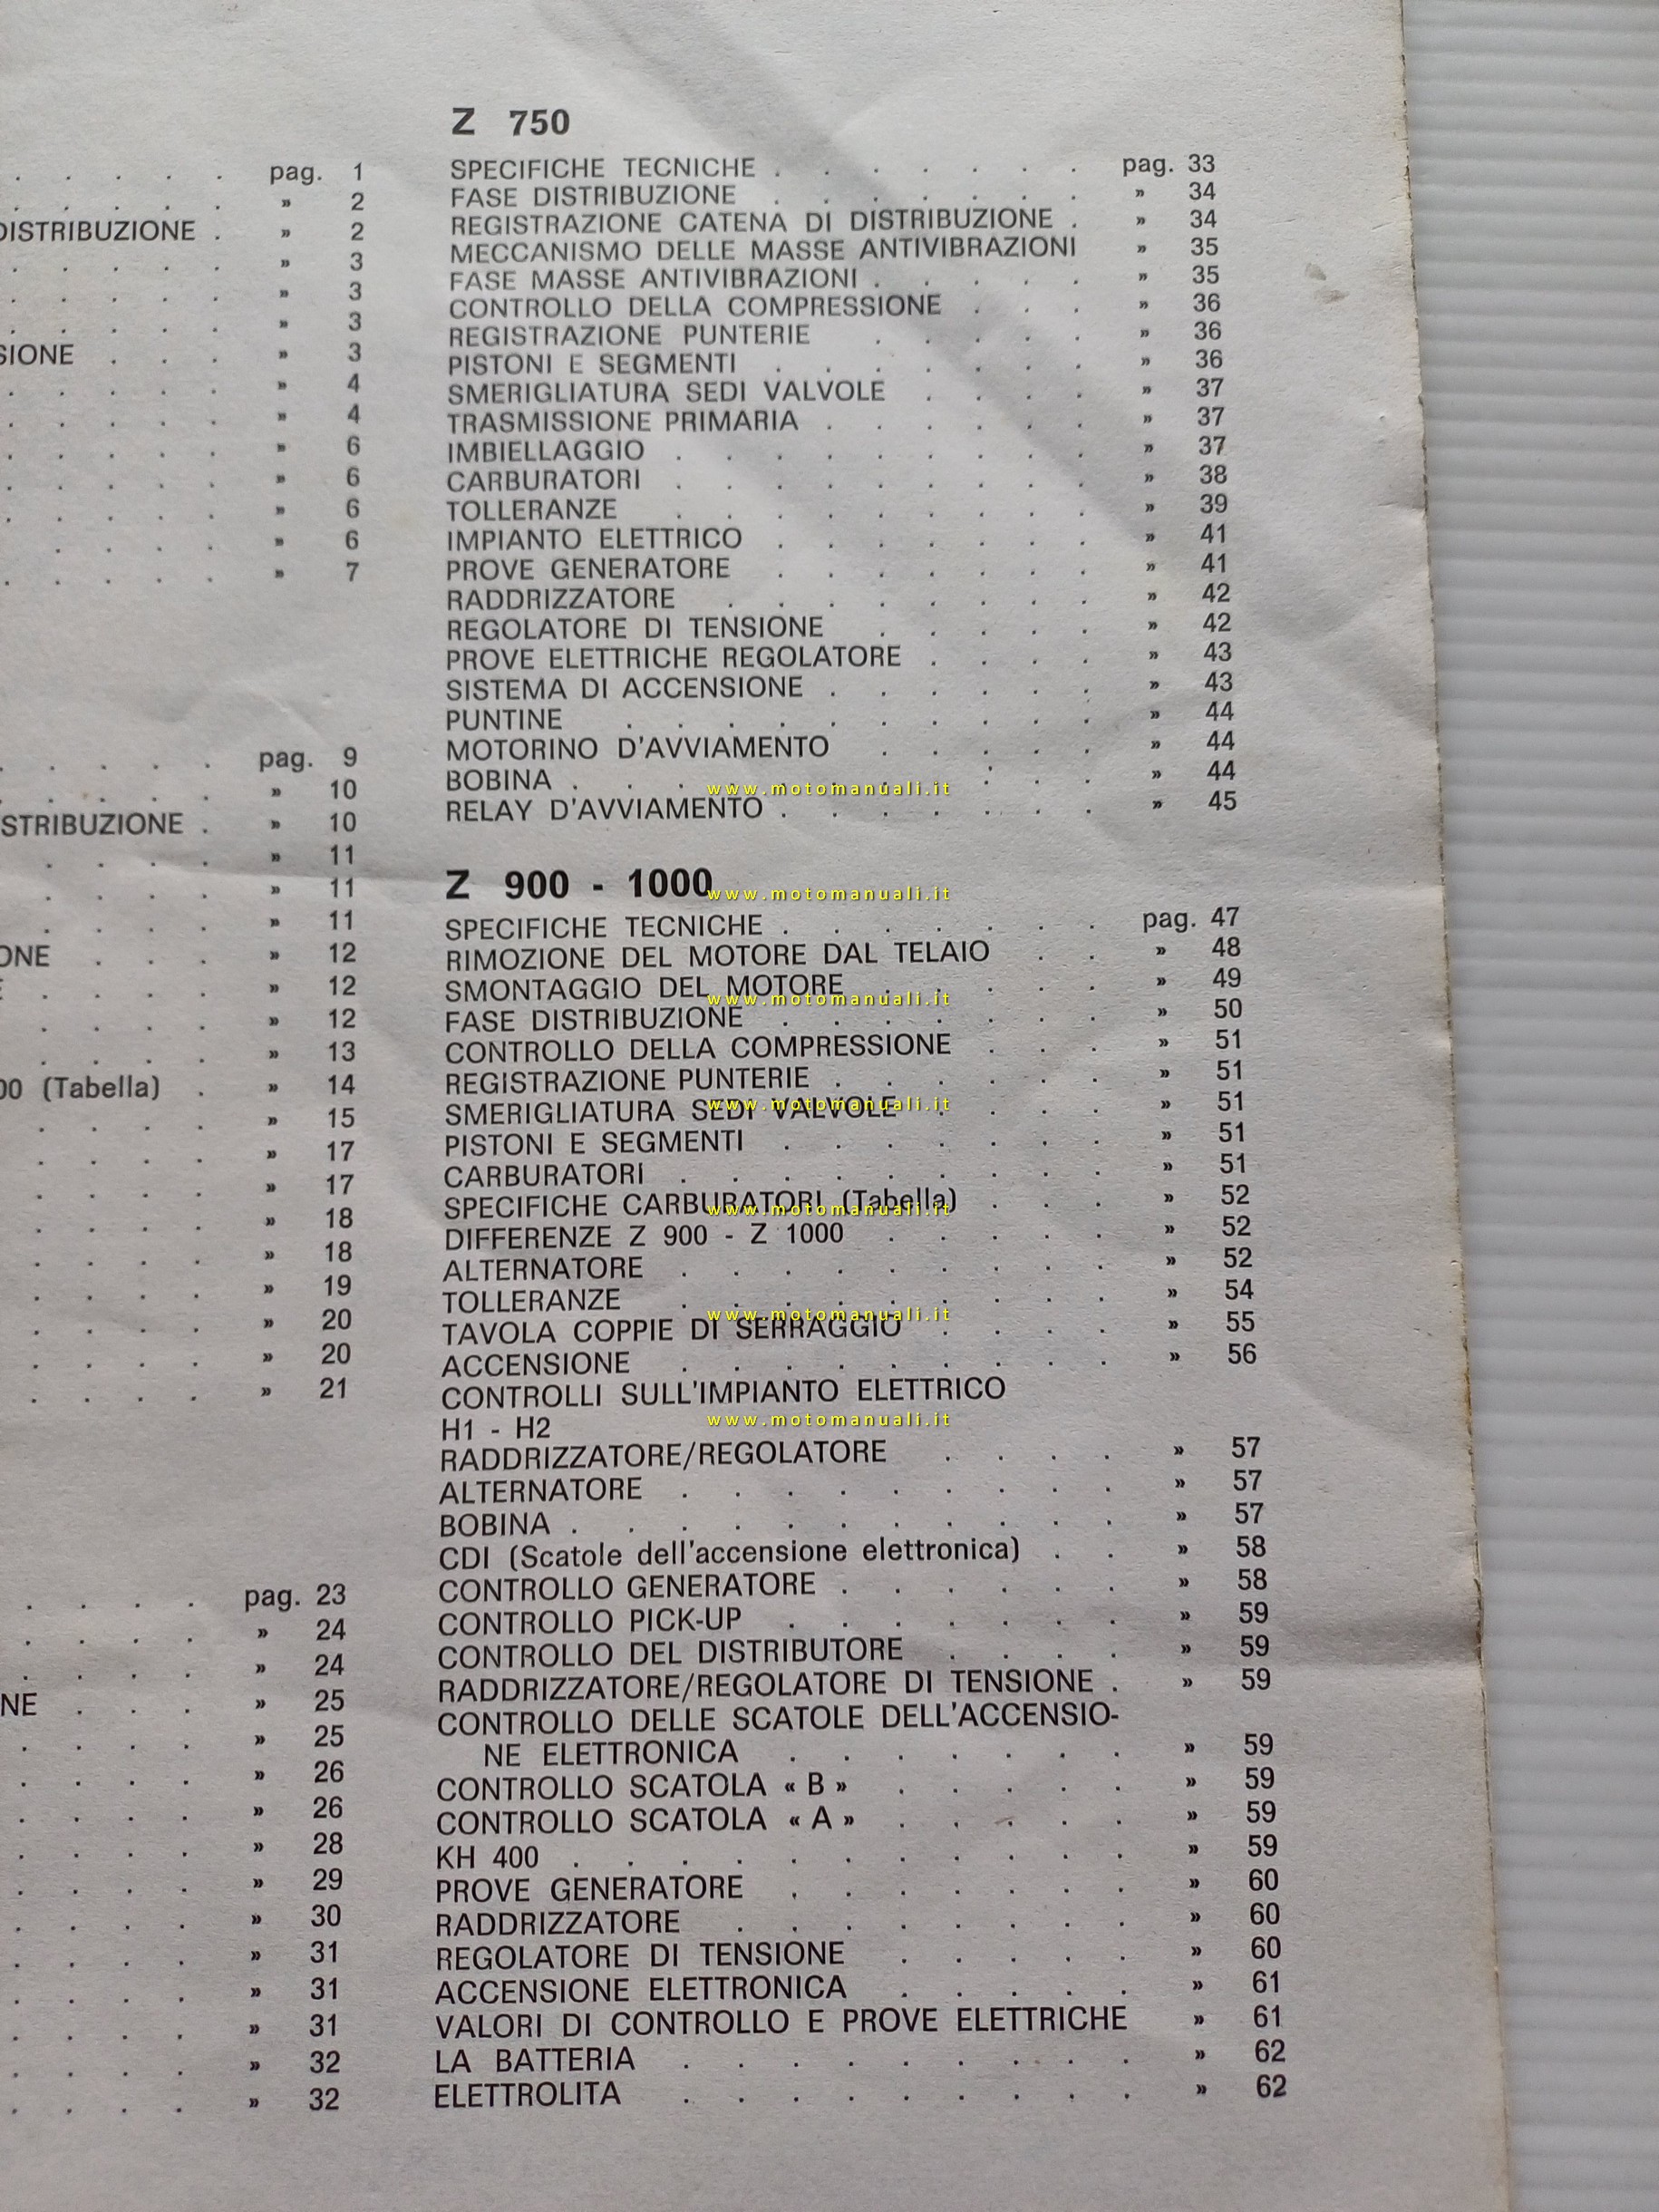 pag. 1
» 2
DISTRIBUZIONE . » 2
» 3
» 3
» 3
SIONE . . . » 3
» 4
» 4
» 6
» 6
» 6
» 6
» 7
pag. 9
» 10
STRIBUZIONE . » 10
» 11
» 11
» 11
ONE . . . » 12
» 12
» 12
» 13
00 (Tabella) . » 14
» 15
» 17
» 17
» 18
» 18
» 19
» 20
» 20
» 21
pag. 23
» 24
» 24
NE . . . » 25
» 25
» 26
» 26
» 28
» 29
» 30
» 31
» 31
» 31
» 32
» 32
Z 750
SPECIFICHE TECNICHE . . . . . . . pag. 33
FASE DISTRIBUZIONE . . . . . . . » 34
REGISTRAZIONE CATENA DI DISTRIBUZIONE . » 34
MECCANISMO DELLE MASSE ANTIVIBRAZIONI » 35
FASE MASSE ANTIVIBRAZIONI . . . . . » 35
CONTROLLO DELLA COMPRESSIONE . . . » 36
REGISTRAZIONE PUNTERIE . . . . . » 36
PISTONI E SEGMENTI . . . . . . . » 36
SMERIGLIATURA SEDI VALVOLE . . . . » 37
TRASMISSIONE PRIMARIA . . . . . . » 37
IMBIELLAGGIO . . . . . . . . . » 37
CARBURATORI . . . . . . . . . » 38
TOLLERANZE . . . . . . . . . » 39
IMPIANTO ELETTRICO . . . . . . . » 41
PROVE GENERATORE . . . . . . . » 41
RADDRIZZATORE . . . . . . . . » 42
REGOLATORE DI TENSIONE . . . . . » 42
PROVE ELETTRICHE REGOLATORE . . . . » 43
SISTEMA DI ACCENSIONE . . . . . . » 43
PUNTINE . . . . . . . . . . » 44
MOTORINO D'AVVIAMENTO . . . . . » 44
BOBINA . . . . . . . . . . . » 44
www.motomanuali.it
RELAY D'AVVIAMENTO . . . . . . . » 45
Z 900 - 1000
www.motomanuali.it
SPECIFICHE TECNICHE . . . . . . . pag. 47
RIMOZIONE DEL MOTORE DAL TELAIO . . » 48
SMONTAGGIO DEL MOTORE . . . . . » 49
www.motomanuali.it
FASE DISTRIBUZIONE . . . . . . . » 50
CONTROLLO DELLA COMPRESSIONE . . . » 51
REGISTRAZIONE PUNTERIE . . . . . . » 51
SMERIGLIATURA SEDI VALVOLE . . . . » 51
www.motomanuali.it
PISTONI E SEGMENTI . . . . . . . » 51
CARBURATORI . . . . . . . . . » 51
SPECIFICHE CARBURATORI (Tabella) . . . » 52
www.motomanuali.it
DIFFERENZE Z 900 - Z 1000 . . . . . » 52
ALTERNATORE . . . . . . . . . » 52
TOLLERANZE . . . . . . . . . » 54
www.motomanuali.it
TAVOLA COPPIE DI SERRAGGIO . . . . » 55
ACCENSIONE . . . . . . . . . » 56
CONTROLLI SULL'IMPIANTO ELETTRICO
H1 - H2
www.motomanuali.it
RADDRIZZATORE/REGOLATORE . . . . » 57
ALTERNATORE . . . . . . . . . » 57
BOBINA . . . . . . . . . . . » 57
CDI (Scatole dell'accensione elettronica) . . » 58
CONTROLLO GENERATORE . . . . . . » 58
CONTROLLO PICK-UP . . . . . . . » 59
CONTROLLO DEL DISTRIBUTORE . . . . » 59
RADDRIZZATORE/REGOLATORE DI TENSIONE . » 59
CONTROLLO DELLE SCATOLE DELL'ACCENSIO-
NE ELETTRONICA . . . . . . . » 59
CONTROLLO SCATOLA « B » . . . . . » 59
CONTROLLO SCATOLA « A » . . . . . » 59
KH 400 . . . . . . . . . . . » 59
PROVE GENERATORE . . . . . . . » 60
RADDRIZZATORE . . . . . . . . » 60
REGOLATORE DI TENSIONE . . . . . » 60
ACCENSIONE ELETTRONICA . . . . . » 61
VALORI DI CONTROLLO E PROVE ELETTRICHE » 61
LA BATTERIA . . . . . . . . . » 62
ELETTROLITA . . . . . . . . . » 62